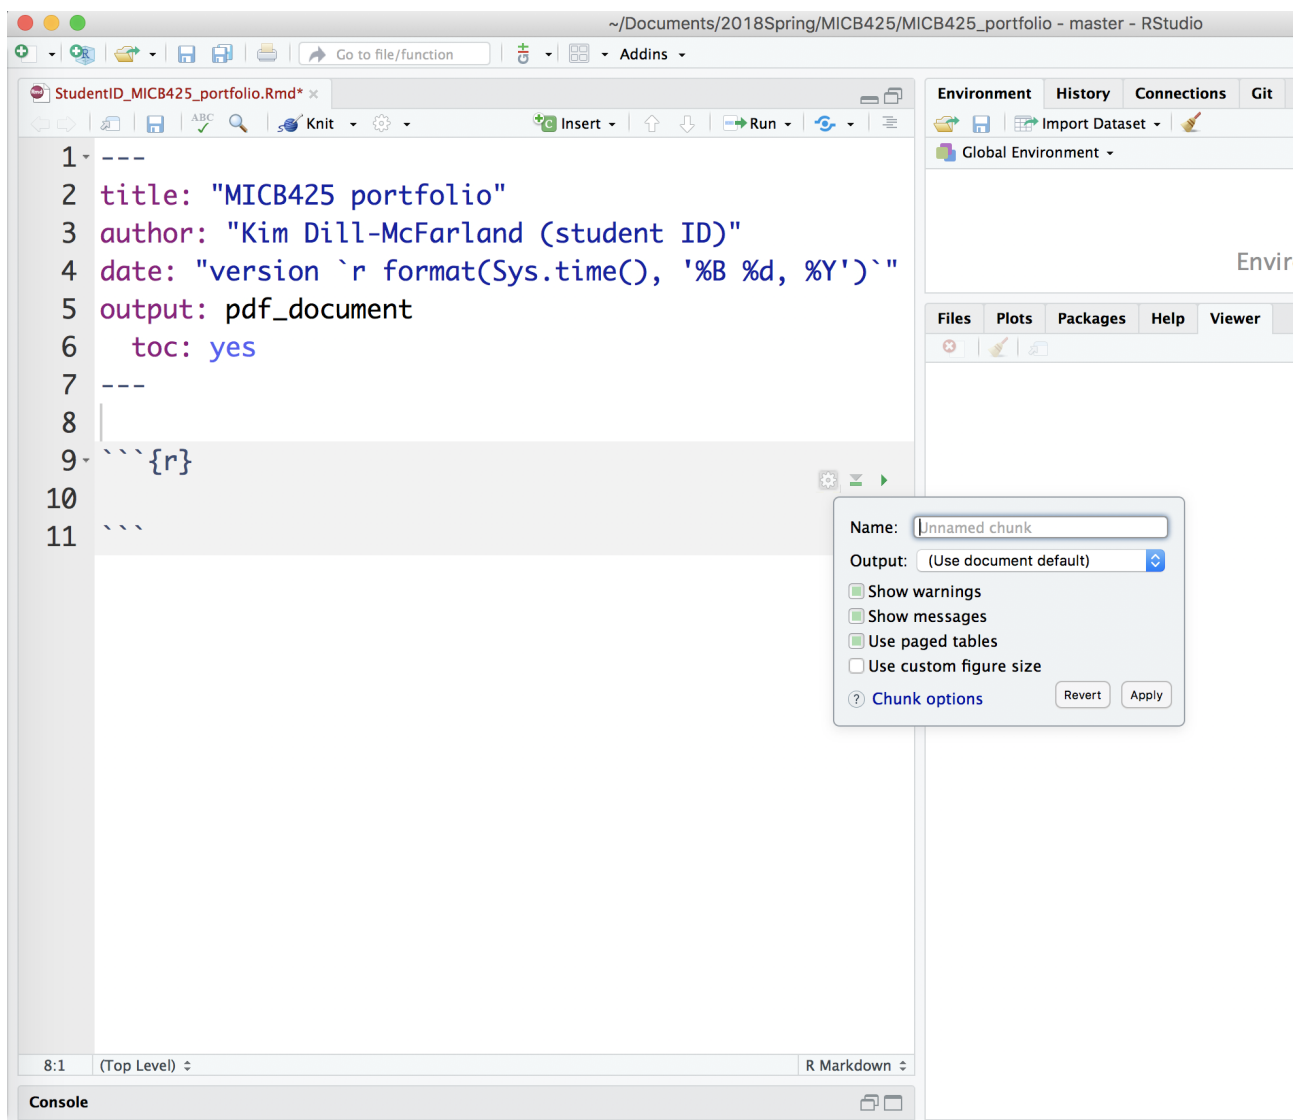 ~/Documents/2018Spring/MICB425/MICB425_portfolio - master - RStudio
Go to file/function
Addins
StudentID_MICB425_portfolio.Rmd*
ABC
Knit
Insert
Run
1 ---
2 title: "MICB425 portfolio"
3 author: "Kim Dill-McFarland (student ID)"
4 date: "version `r format(Sys.time(), '%B %d, %Y')`"
5 output: pdf_document
6 toc: yes
7 ---
8
9 ```{r}
10
11 ```
8:1 (Top Level) R Markdown
Console
Environment History Connections Git
Import Dataset
Global Environment
Envir
Files Plots Packages Help Viewer
Name: Unnamed chunk
Output: (Use document default)
Show warnings
Show messages
Use paged tables
Use custom figure size
? Chunk options Revert Apply